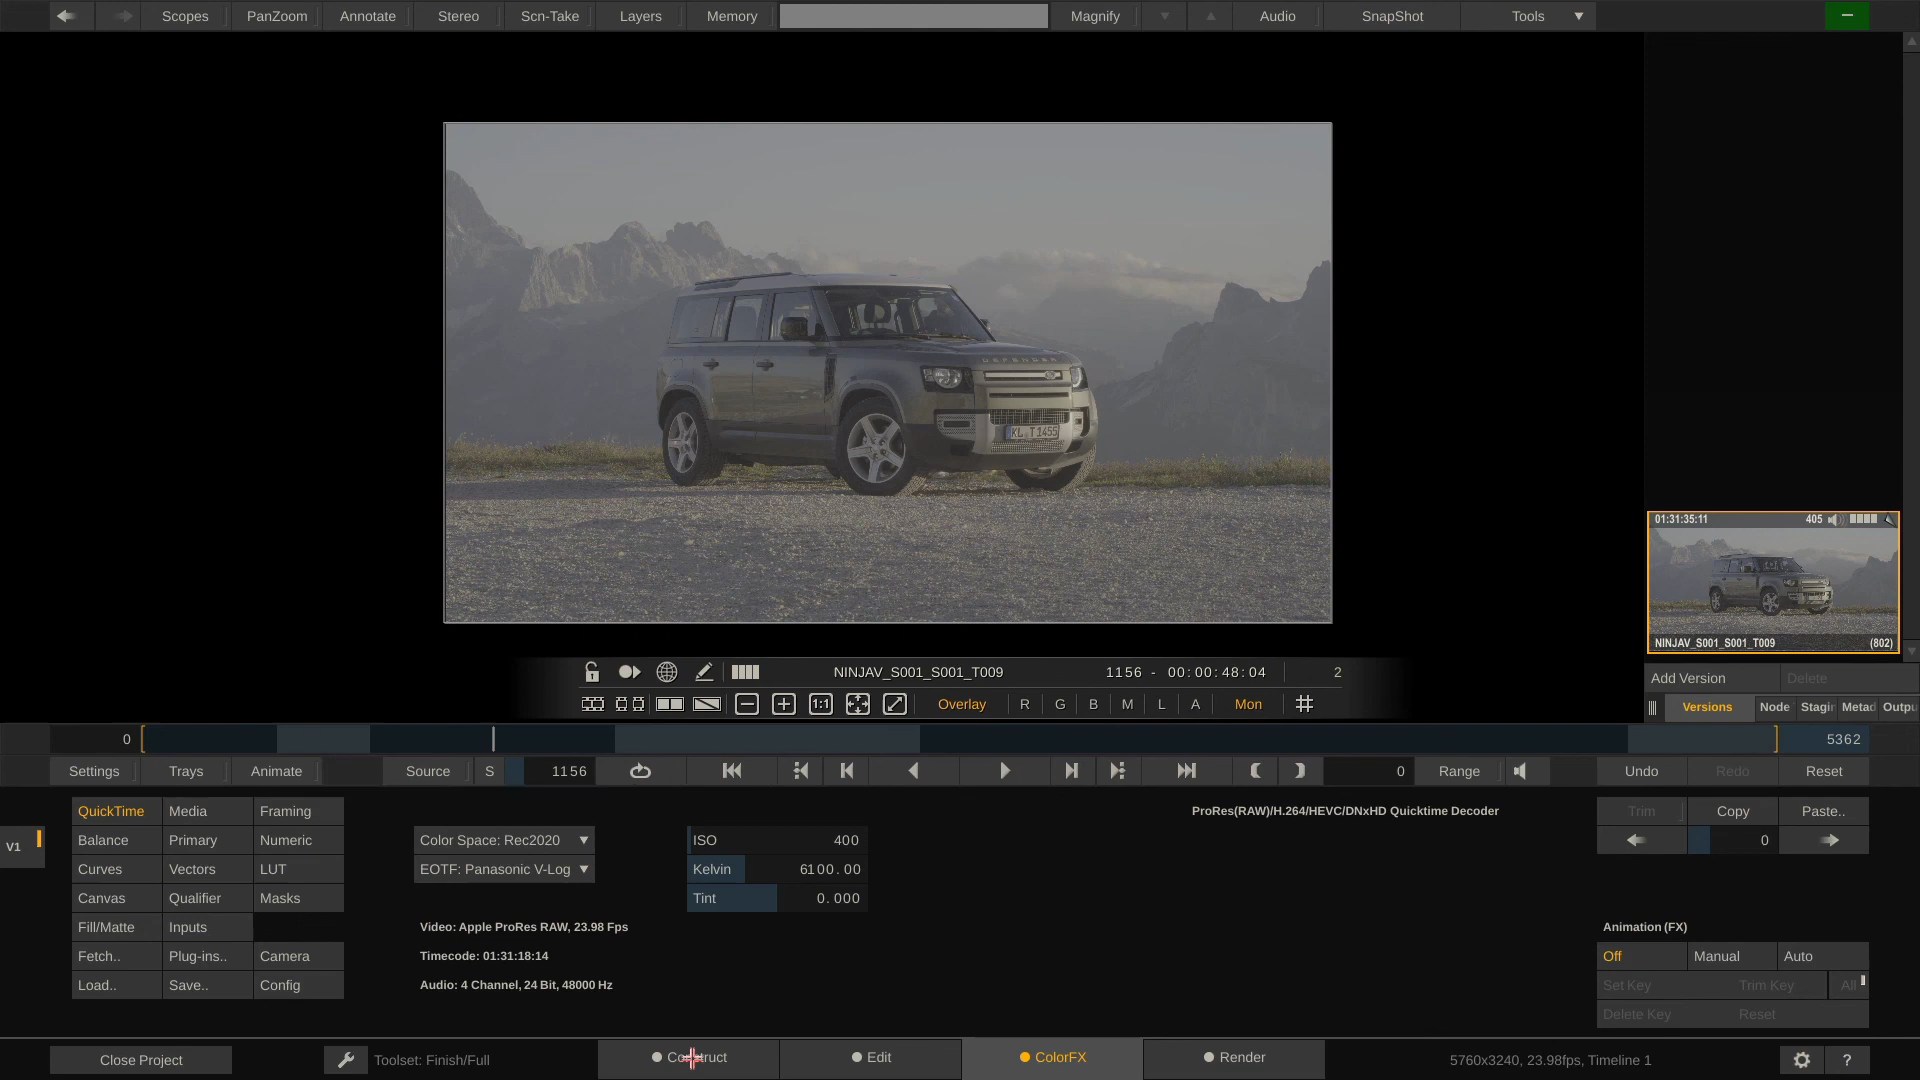 Scopes PanZoom Annotate Stereo Scn-Take Layers Memory Magnify Audio SnapShot Tools
DEFENDER
KL T1455
01:31:35:11 405
NINJAV_S001_S001_T009 (802)
NINJAV_S001_S001_T009 1156 - 00:00:48:04 2
Add Version Delete
1:1 Overlay R G B M L A Mon
Versions Node Stagi Metad Outpu
0 5362
Settings Trays Animate Source S 1156 0 Range Undo Redo Reset
QuickTime Media Framing ProRes(RAW)/H.264/HEVC/DNxHD Quicktime Decoder Trim Copy Paste..
V1
Balance Primary Numeric Color Space: Rec2020 ISO 400 0
Curves Vectors LUT EOTF: Panasonic V-Log Kelvin 6100.00
Canvas Qualifier Masks Tint 0.000
Fill/Matte Inputs Video: Apple ProRes RAW, 23.98 Fps Animation (FX)
Fetch.. Plug-ins.. Camera Timecode: 01:31:18:14 Off Manual Auto
Load.. Save.. Config Audio: 4 Channel, 24 Bit, 48000 Hz Set Key Trim Key All
Delete Key Reset
Close Project Toolset: Finish/Full Construct Edit ColorFX Render 5760x3240, 23.98fps, Timeline 1 ?